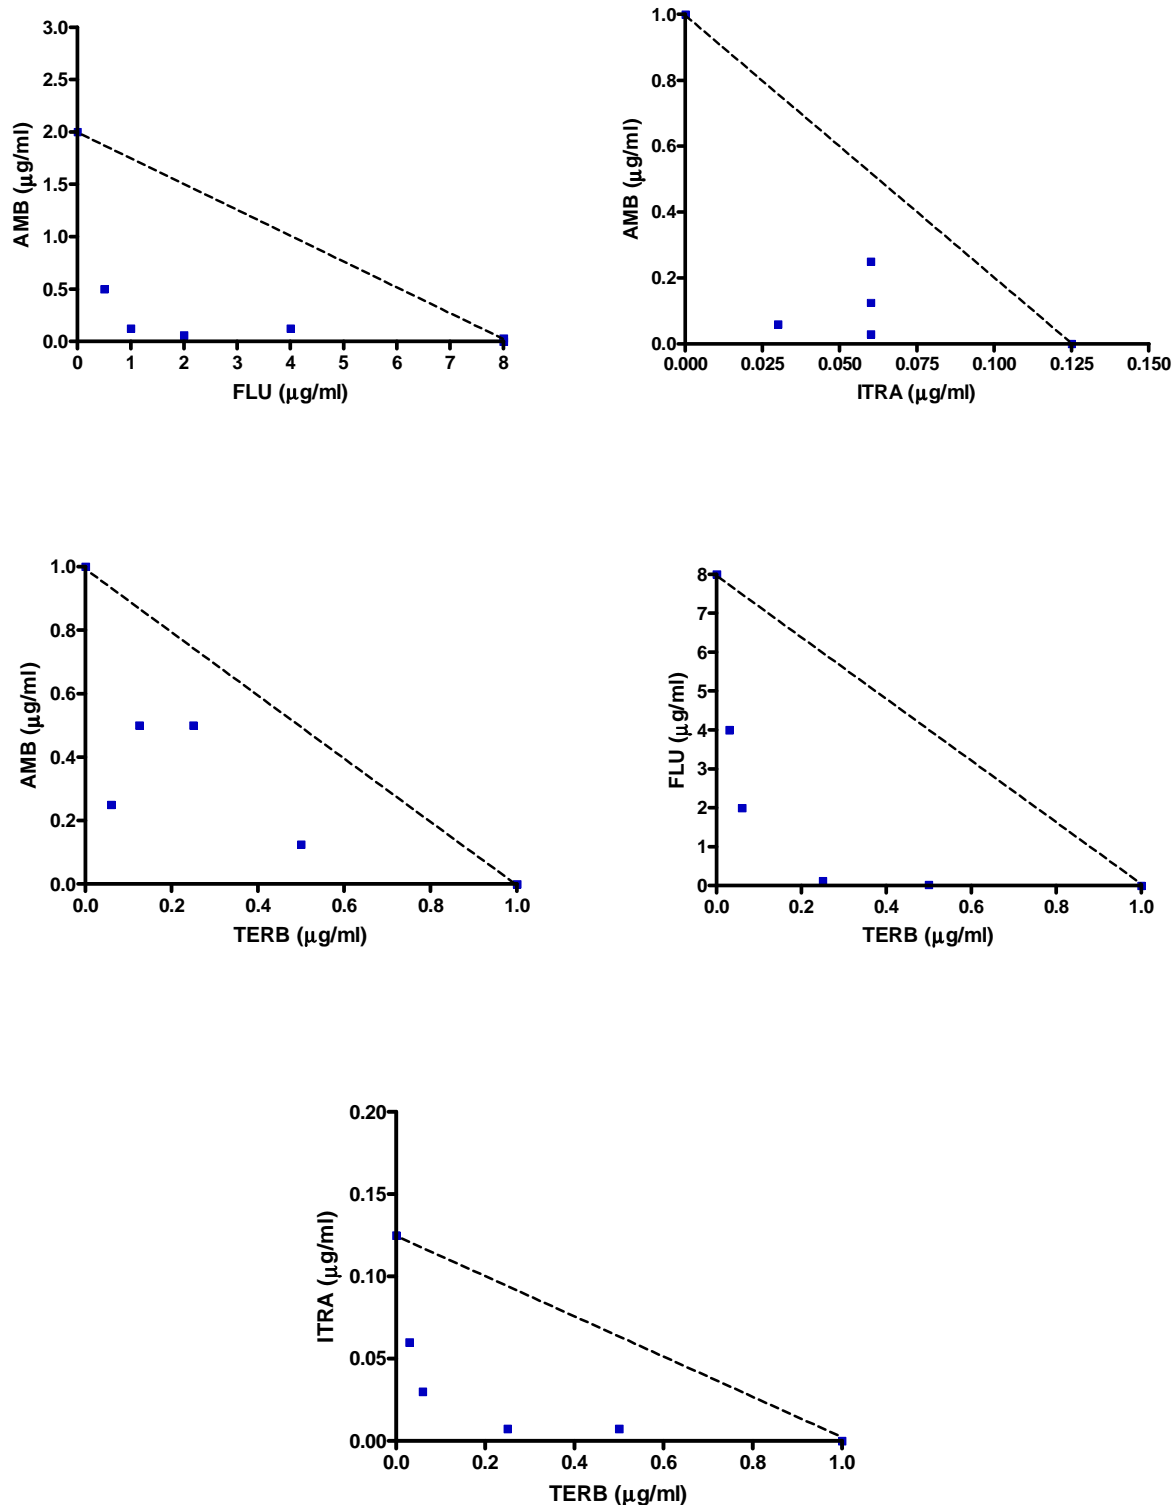 3.0
2.5
2.0
1.5
1.0
0.5
0.0
AMB (µg/ml)
0 1 2 3 4 5 6 7 8
FLU (µg/ml)
1.0
0.8
0.6
0.4
0.2
0.0
AMB (µg/ml)
0.000 0.025 0.050 0.075 0.100 0.125 0.150
ITRA (µg/ml)
1.0
0.8
0.6
0.4
0.2
0.0
AMB (µg/ml)
0.0 0.2 0.4 0.6 0.8 1.0
TERB (µg/ml)
8
7
6
5
4
3
2
1
0
FLU (µg/ml)
0.0 0.2 0.4 0.6 0.8 1.0
TERB (µg/ml)
0.20
0.15
0.10
0.05
0.00
ITRA (µg/ml)
0.0 0.2 0.4 0.6 0.8 1.0
TERB (µg/ml)